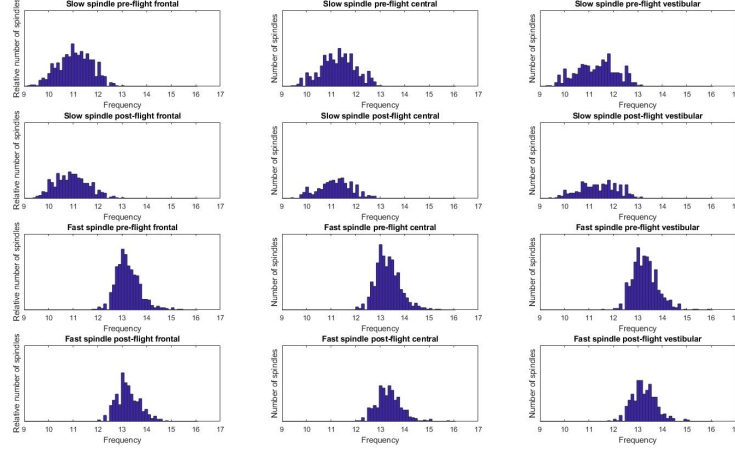 Slow spindle pre-flight frontal
Relative number of spindles
9 10 11 12 13 14 15 16 17
Frequency
Slow spindle pre-flight central
Number of spindles
9 10 11 12 13 14 15 16 17
Frequency
Slow spindle pre-flight vestibular
Number of spindles
9 10 11 12 13 14 15 16 17
Frequency
Slow spindle post-flight frontal
Relative number of spindles
9 10 11 12 13 14 15 16 17
Frequency
Slow spindle post-flight central
Number of spindles
9 10 11 12 13 14 15 16 17
Frequency
Slow spindle post-flight vestibular
Number of spindles
9 10 11 12 13 14 15 16 17
Frequency
Fast spindle pre-flight frontal
Relative number of spindles
9 10 11 12 13 14 15 16 17
Frequency
Fast spindle pre-flight central
Number of spindles
9 10 11 12 13 14 15 16 17
Frequency
Fast spindle pre-flight vestibular
Number of spindles
9 10 11 12 13 14 15 16 17
Frequency
Fast spindle post-flight frontal
Relative number of spindles
9 10 11 12 13 14 15 16 17
Frequency
Fast spindle post-flight central
Number of spindles
9 10 11 12 13 14 15 16 17
Frequency
Fast spindle post-flight vestibular
Number of spindles
9 10 11 12 13 14 15 16 17
Frequency